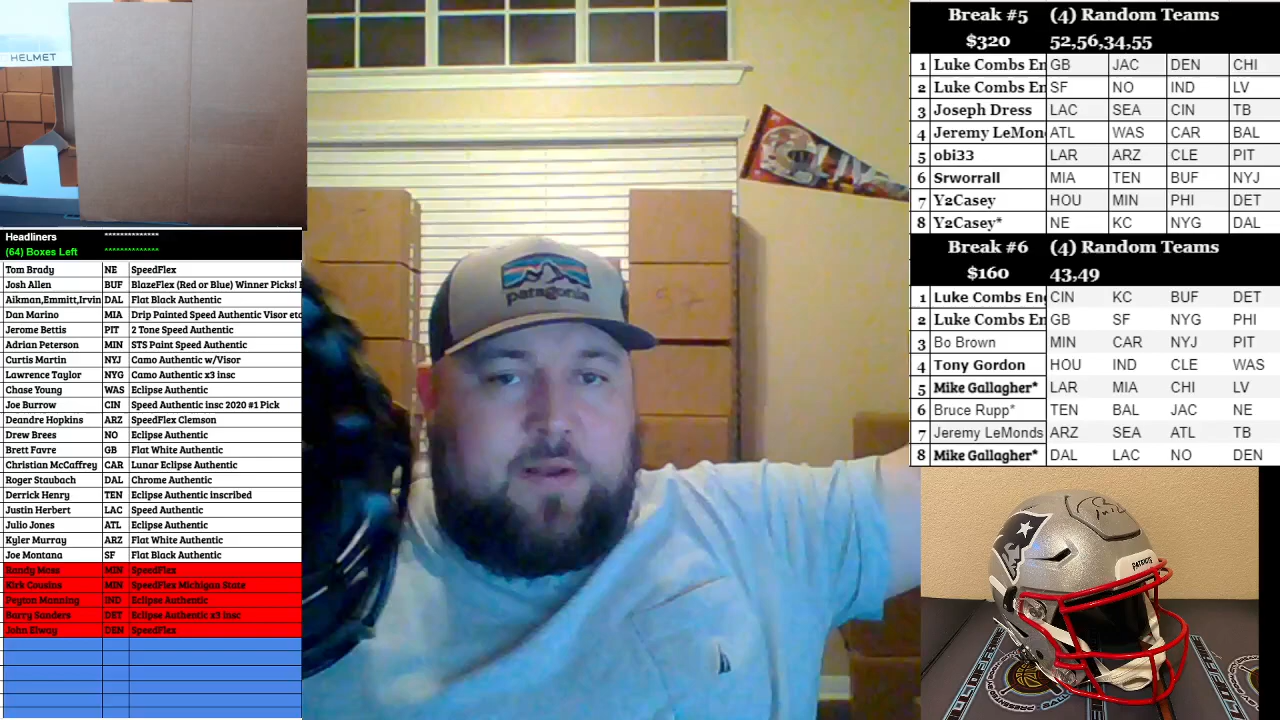 HELMET
Headliners **************
(64) Boxes Left **************
Tom Brady NE SpeedFlex
Josh Allen BUF BlazeFlex (Red or Blue) Winner Picks!
Aikman,Emmitt,Irvin DAL Flat Black Authentic
Dan Marino MIA Drip Painted Speed Authentic Visor etc
Jerome Bettis PIT 2 Tone Speed Authentic
Adrian Peterson MIN STS Paint Speed Authentic
Curtis Martin NYJ Camo Authentic w/Visor
Lawrence Taylor NYG Camo Authentic x3 insc
Chase Young WAS Eclipse Authentic
Joe Burrow CIN Speed Authentic insc 2020 #1 Pick
Deandre Hopkins ARZ SpeedFlex Clemson
Drew Brees NO Eclipse Authentic
Brett Favre GB Flat White Authentic
Christian McCaffrey CAR Lunar Eclipse Authentic
Roger Staubach DAL Chrome Authentic
Derrick Henry TEN Eclipse Authentic inscribed
Justin Herbert LAC Speed Authentic
Julio Jones ATL Eclipse Authentic
Kyler Murray ARZ Flat White Authentic
Joe Montana SF Flat Black Authentic
Randy Moss MIN SpeedFlex
Kirk Cousins MIN SpeedFlex Michigan State
Peyton Manning IND Eclipse Authentic
Barry Sanders DET Eclipse Authentic x3 insc
John Elway DEN SpeedFlex
patagonia
Break #5 (4) Random Teams
$320 52,56,34,55
1 Luke Combs En GB JAC DEN CHI
2 Luke Combs En SF NO IND LV
3 Joseph Dress LAC SEA CIN TB
4 Jeremy LeMon ATL WAS CAR BAL
5 obi33 LAR ARZ CLE PIT
6 Srworrall MIA TEN BUF NYJ
7 Y2Casey HOU MIN PHI DET
8 Y2Casey* NE KC NYG DAL
Break #6 (4) Random Teams
$160 43,49
1 Luke Combs Eng CIN KC BUF DET
2 Luke Combs En GB SF NYG PHI
3 Bo Brown MIN CAR NYJ PIT
4 Tony Gordon HOU IND CLE WAS
5 Mike Gallagher* LAR MIA CHI LV
6 Bruce Rupp* TEN BAL JAC NE
7 Jeremy LeMonds ARZ SEA ATL TB
8 Mike Gallagher* DAL LAC NO DEN
PATRIOTS